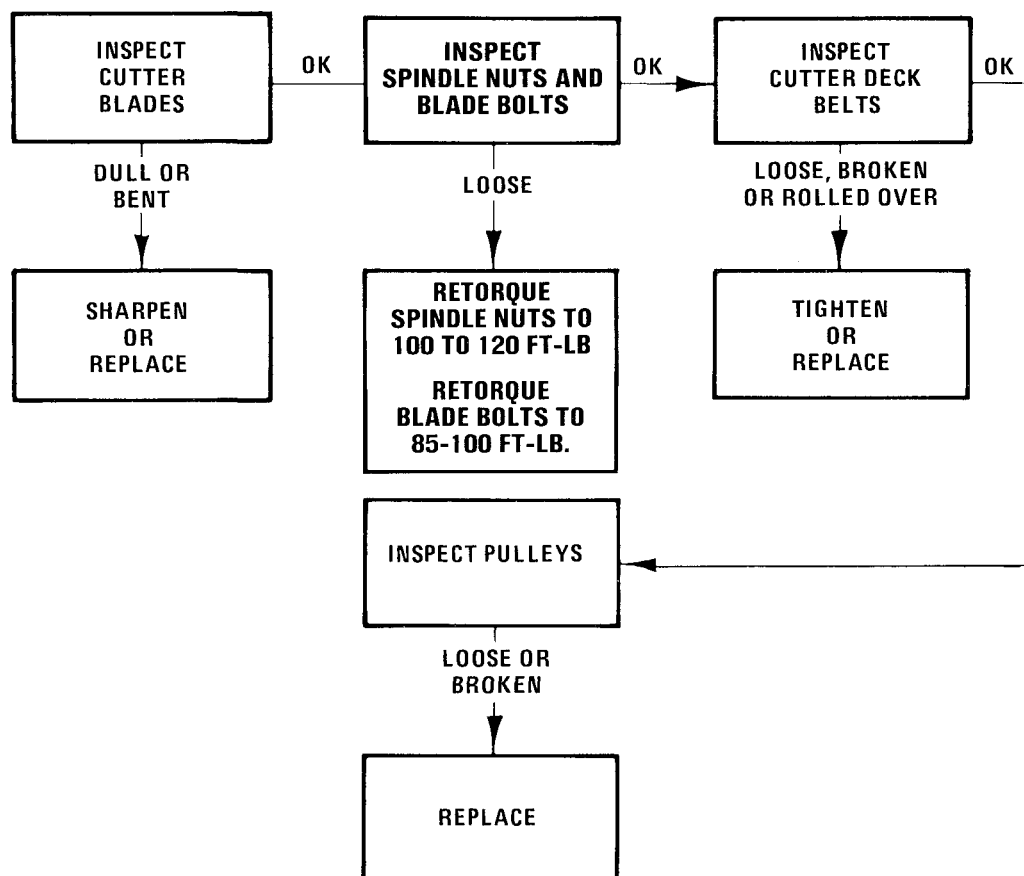 INSPECT
CUTTER
BLADES
OK
INSPECT
SPINDLE NUTS AND
BLADE BOLTS
OK
INSPECT
CUTTER DECK
BELTS
OK
DULL OR
BENT
LOOSE
LOOSE, BROKEN
OR ROLLED OVER
SHARPEN
OR
REPLACE
RETORQUE
SPINDLE NUTS TO
100 TO 120 FT-LB
RETORQUE
BLADE BOLTS TO
85-100 FT-LB.
TIGHTEN
OR
REPLACE
INSPECT PULLEYS
LOOSE OR
BROKEN
REPLACE